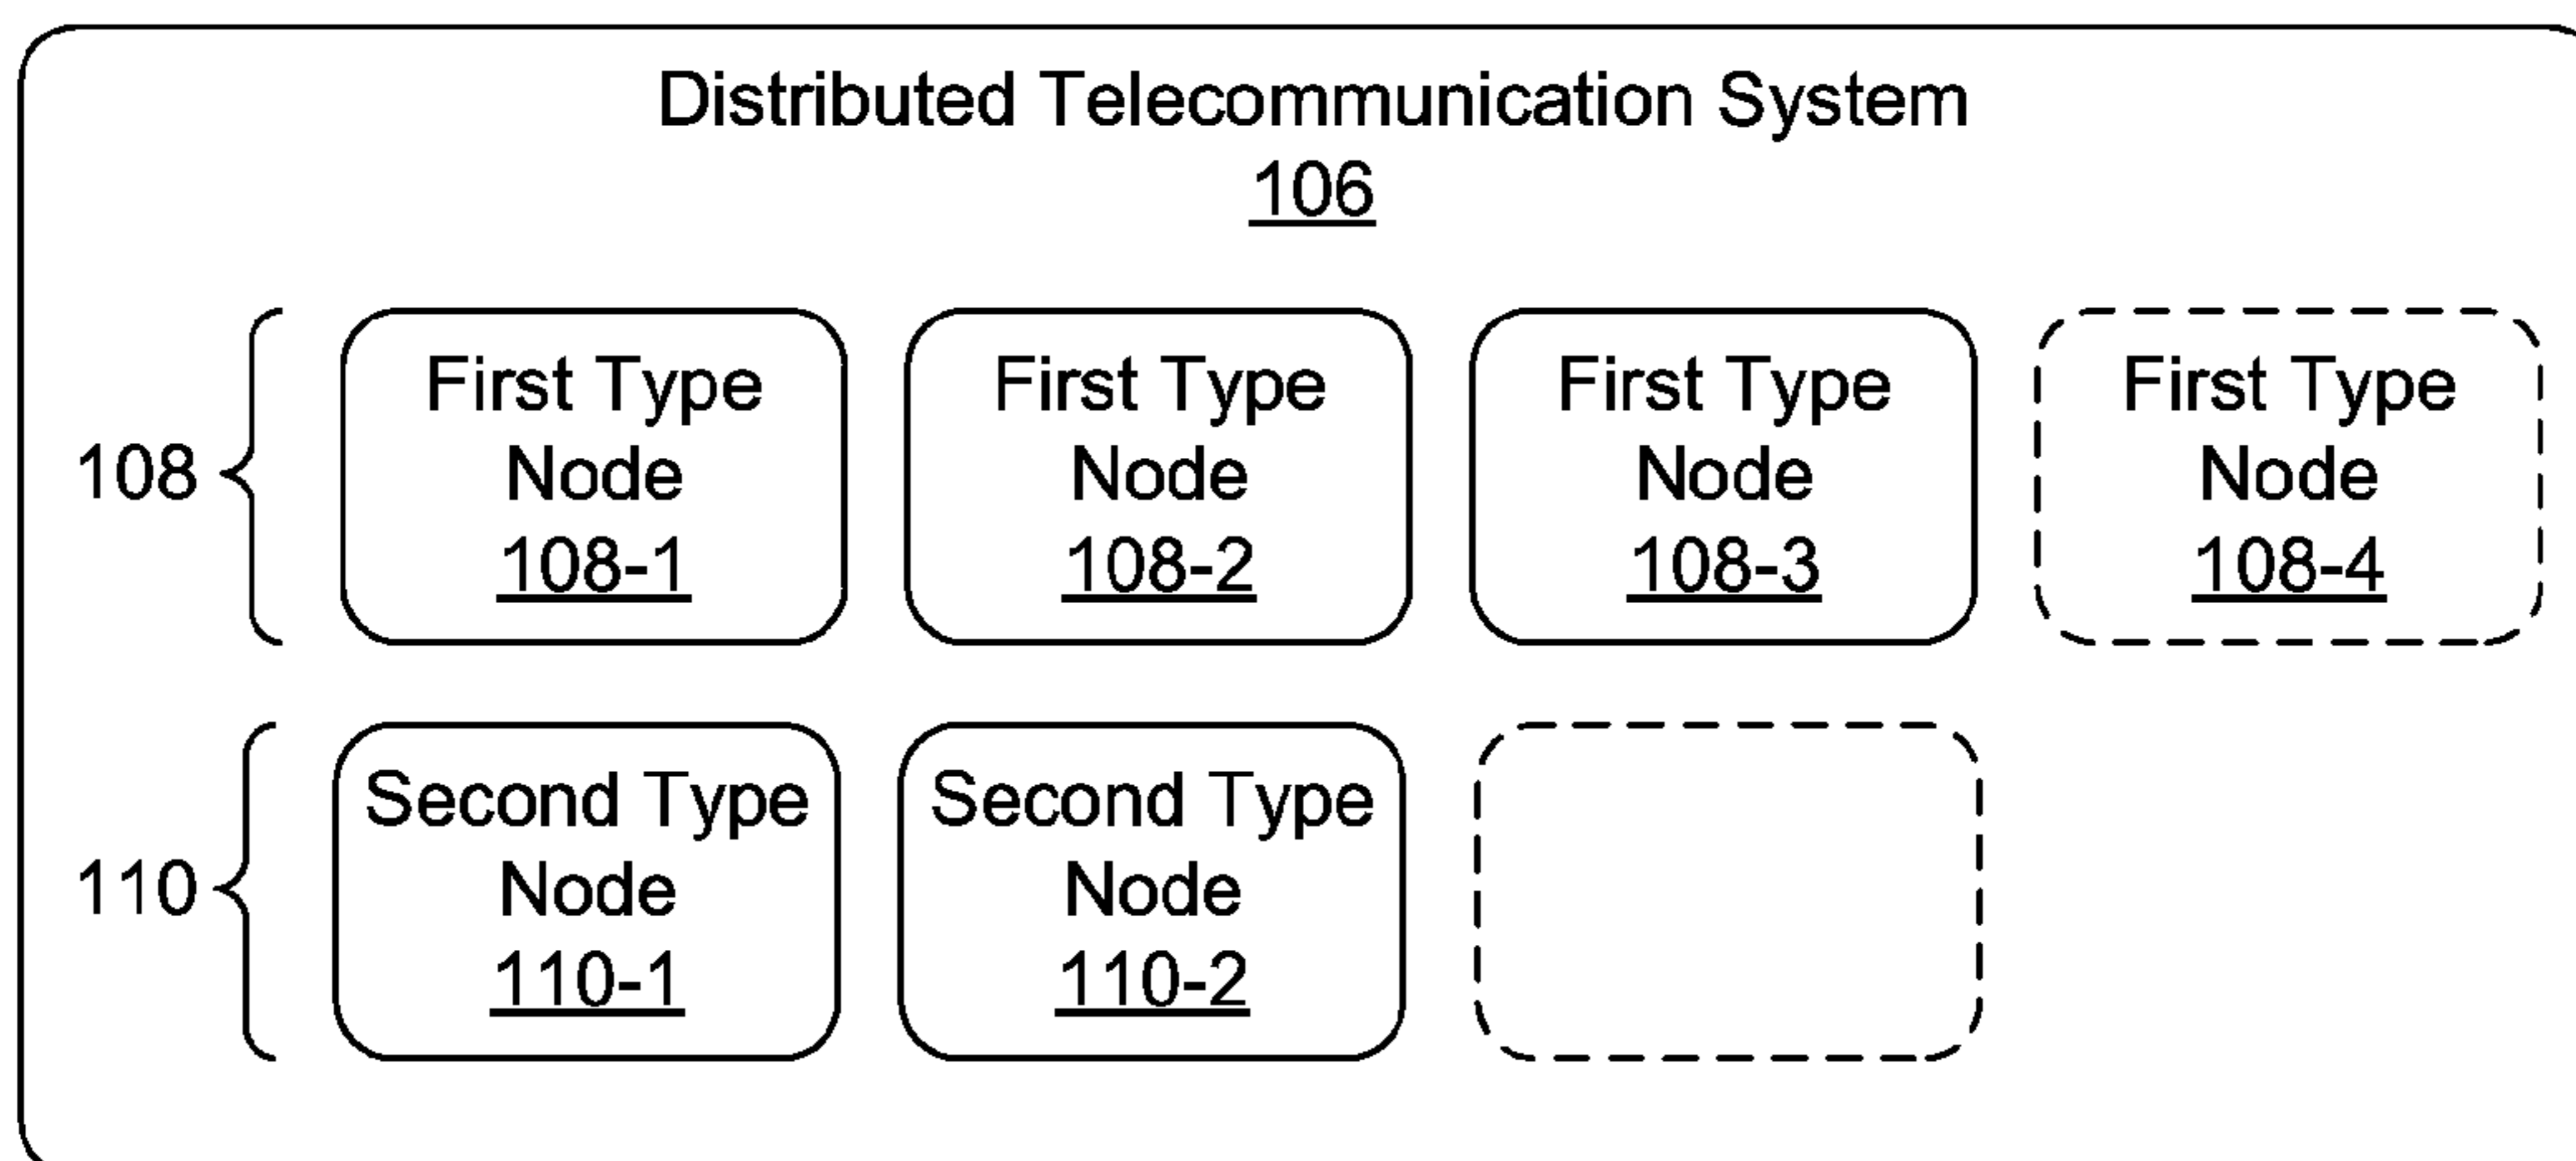 Distributed Telecommunication System
106
108
First Type
Node
108-1
First Type
Node
108-2
First Type
Node
108-3
First Type
Node
108-4
110
Second Type
Node
110-1
Second Type
Node
110-2